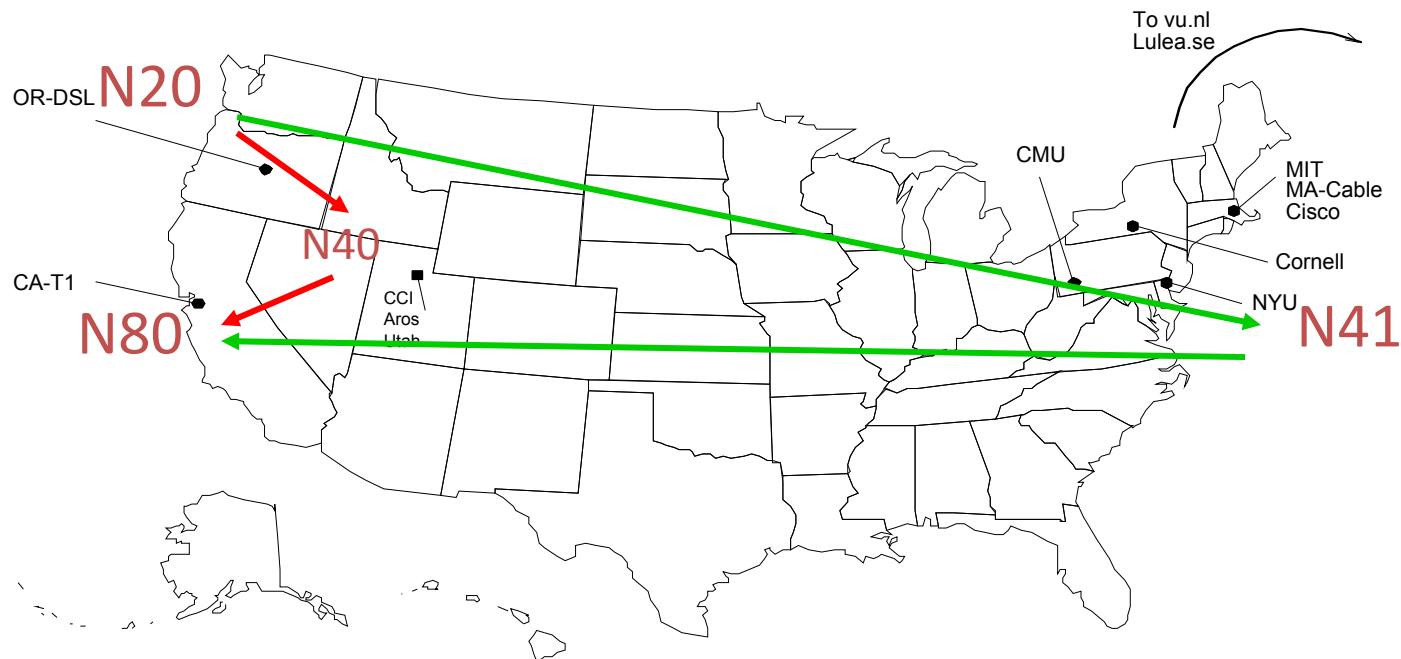 To vu.nl
Lulea.se
N20
OR-DSL
CMU
MIT
MA-Cable
Cisco
N40
Cornell
CA-T1
CCI
Aros
Utah
NYU
N80
N41